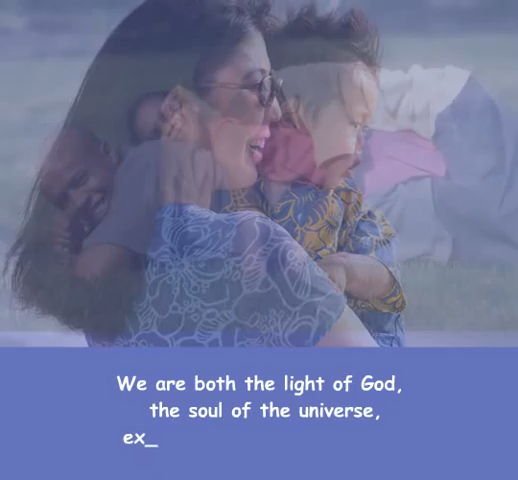 We are both the light of God,
the soul of the universe,
ex_